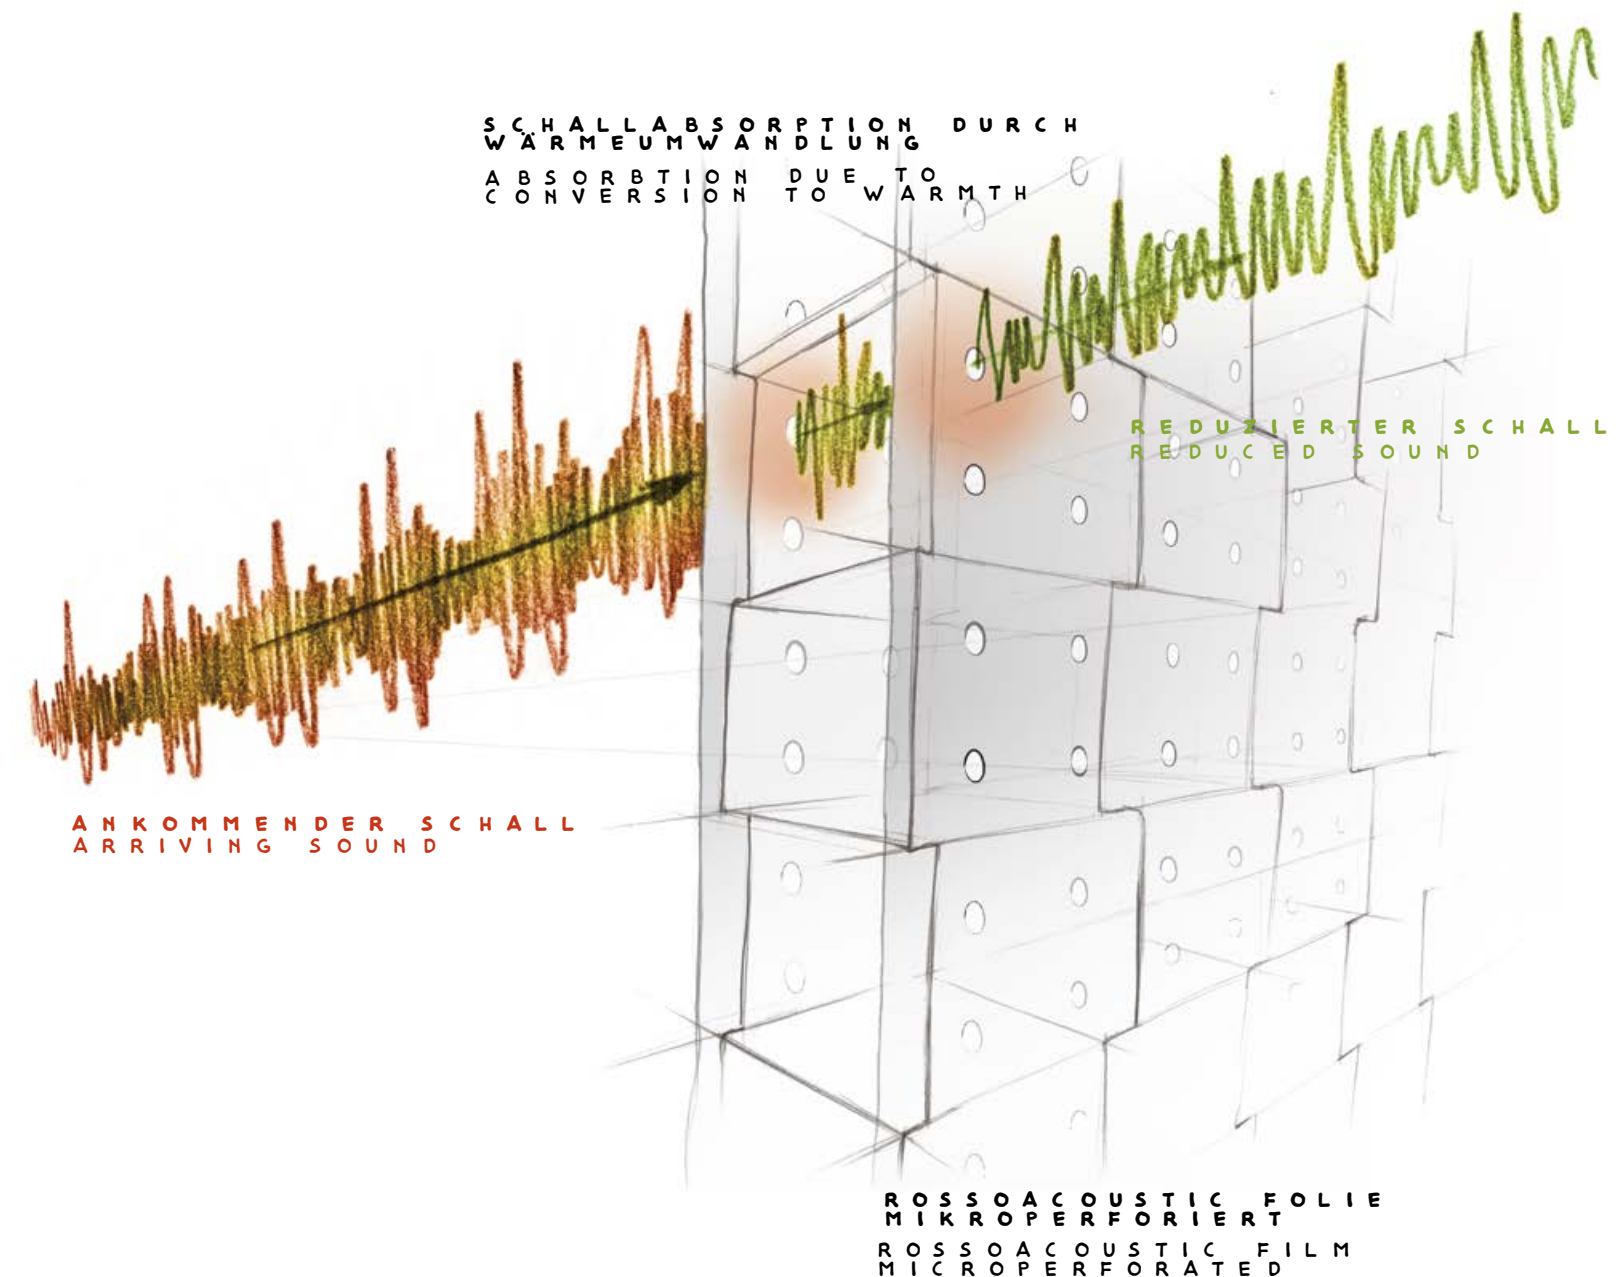 SCHALLABSORPTION DURCH
WÄRMEUMWANDLUNG
ABSORBTION DUE TO
CONVERSION TO WARMTH
REDUZIERTER SCHALL
REDUCED SOUND
ANKOMMENDER SCHALL
ARRIVING SOUND
ROSSOACOUSTIC FOLIE
MIKROPERFORIERT
ROSSOACOUSTIC FILM
MICROPERFORATED